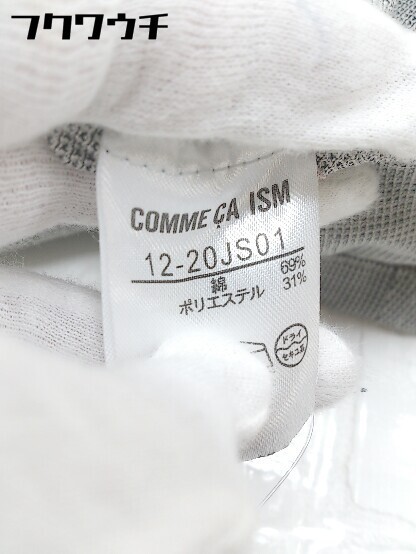 フクワウチ
COMME ÇA ISM
12-20JS01
綿 69%
ポリエステル 31%
ドライ
セキユ系